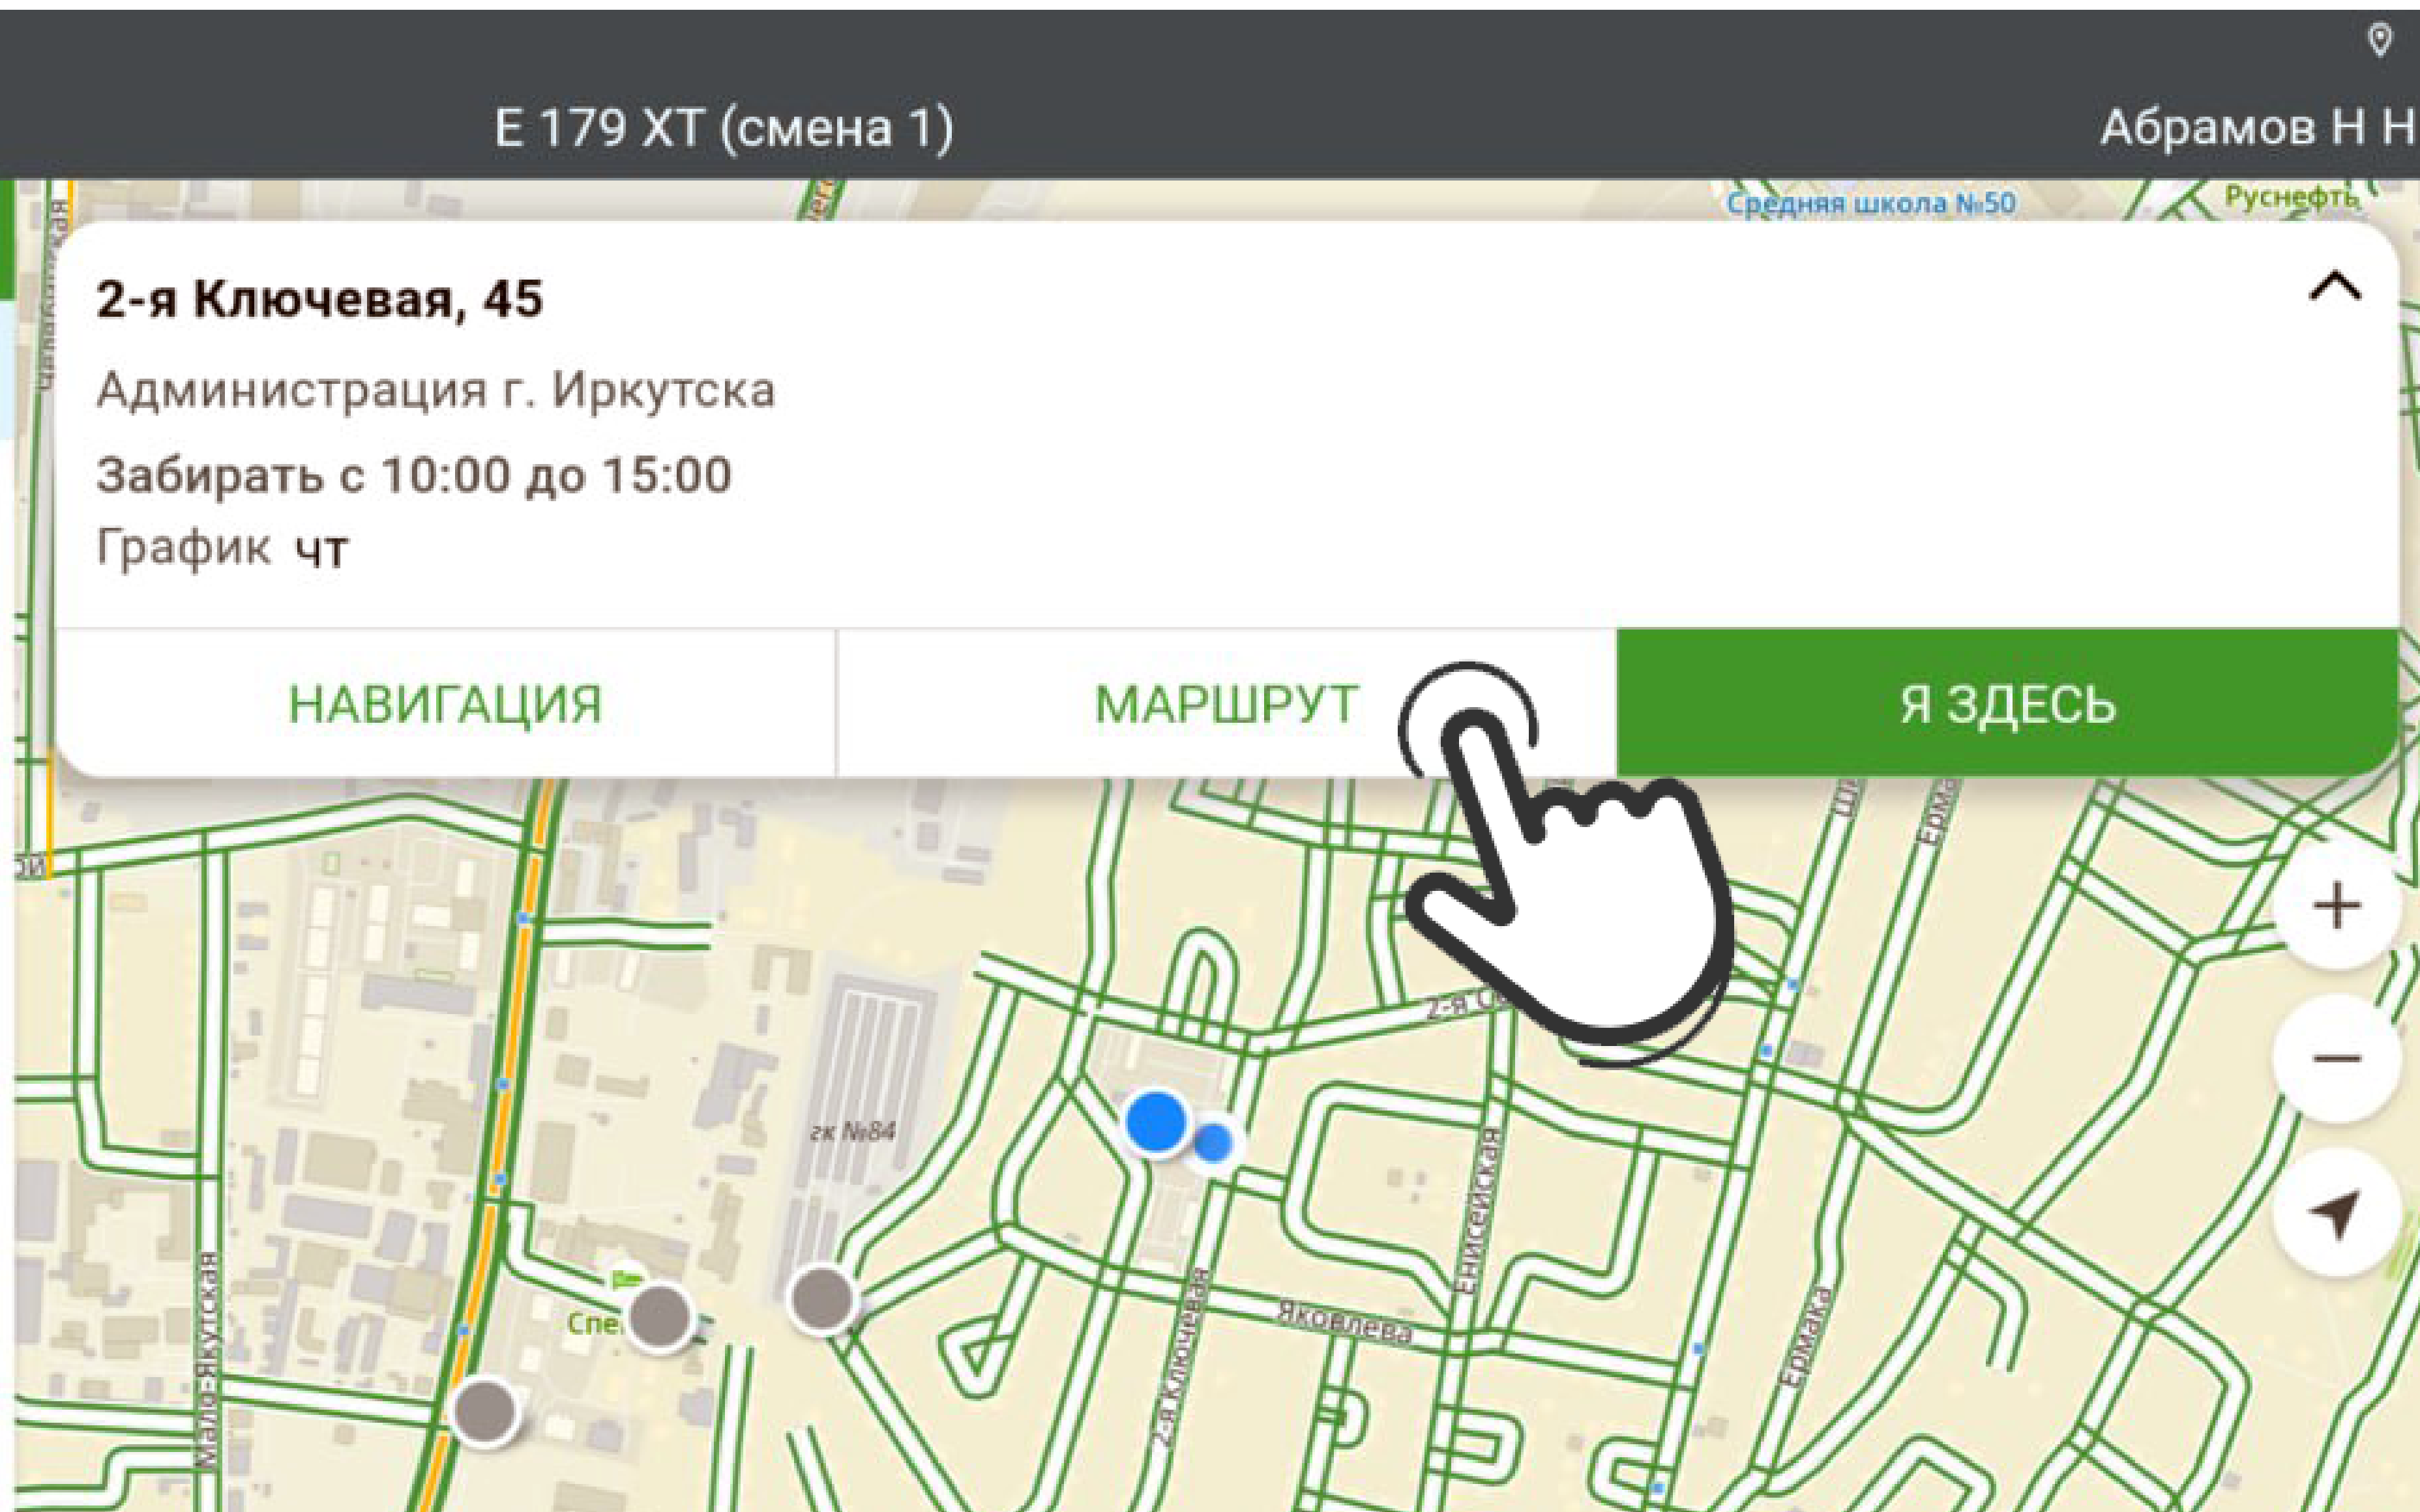 Е 179 ХТ (смена 1)
Абрамов Н Н
Средняя школа №50
Руснефть
2-я Ключевая, 45
Администрация г. Иркутска
Забирать с 10:00 до 15:00
График чт
НАВИГАЦИЯ
МАРШРУТ
Я ЗДЕСЬ
2-я
гк №84
Енисейская
Яковлева
2-я Ключевая
Ермака
Мало-Якутская